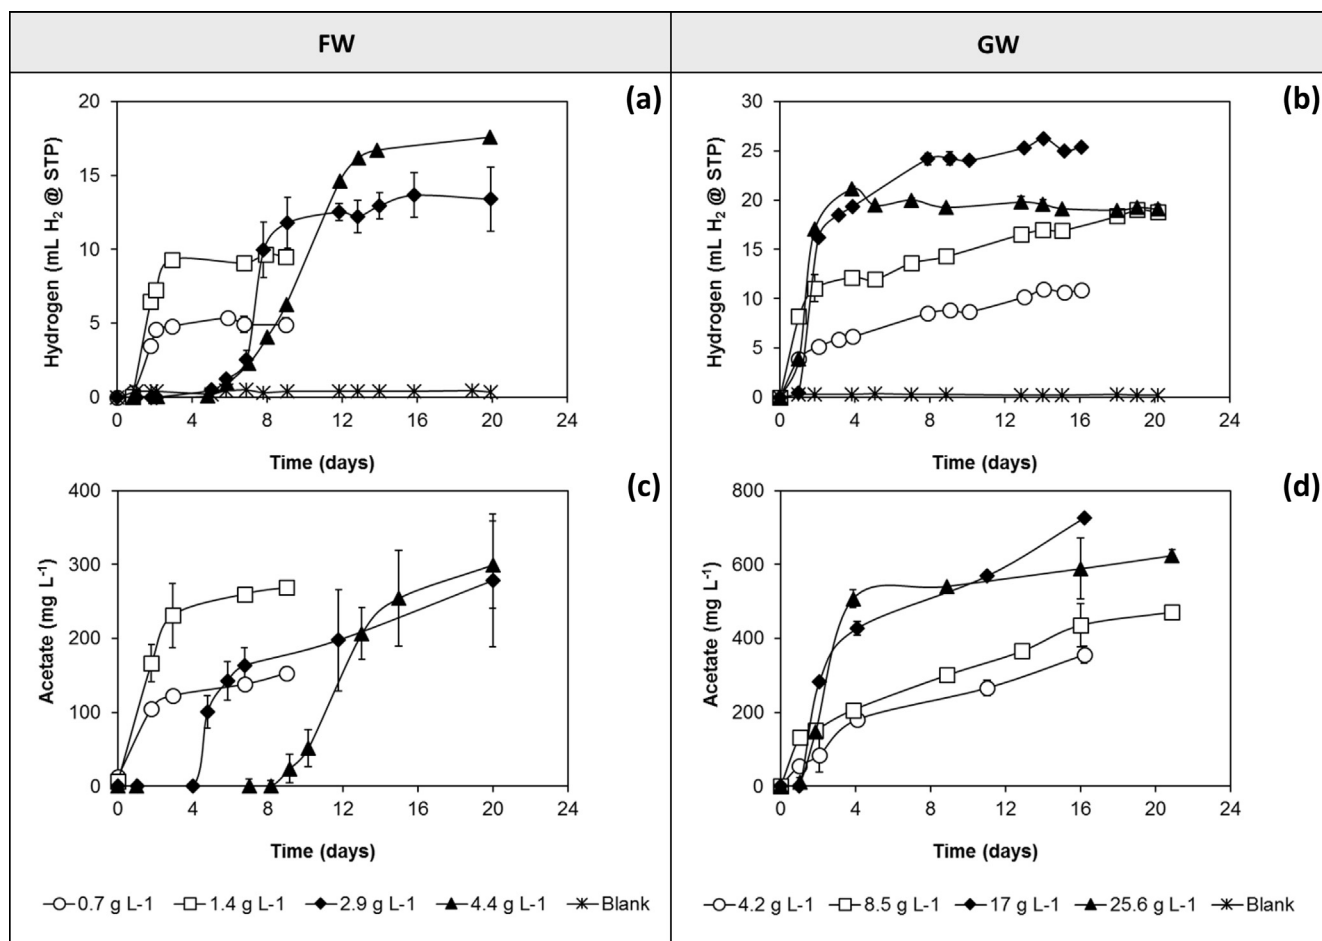 FW
GW
(a)
20
15
10
5
0
0 4 8 12 16 20 24
Hydrogen (mL H₂ @ STP)
Time (days)
(b)
30
25
20
15
10
5
0
0 4 8 12 16 20 24
Hydrogen (mL H₂ @ STP)
Time (days)
(c)
400
300
200
100
0
0 4 8 12 16 20 24
Acetate (mg L⁻¹)
Time (days)
(d)
800
600
400
200
0
0 4 8 12 16 20 24
Acetate (mg L⁻¹)
Time (days)
0.7 g L-1 1.4 g L-1 2.9 g L-1 4.4 g L-1 Blank
4.2 g L-1 8.5 g L-1 17 g L-1 25.6 g L-1 Blank